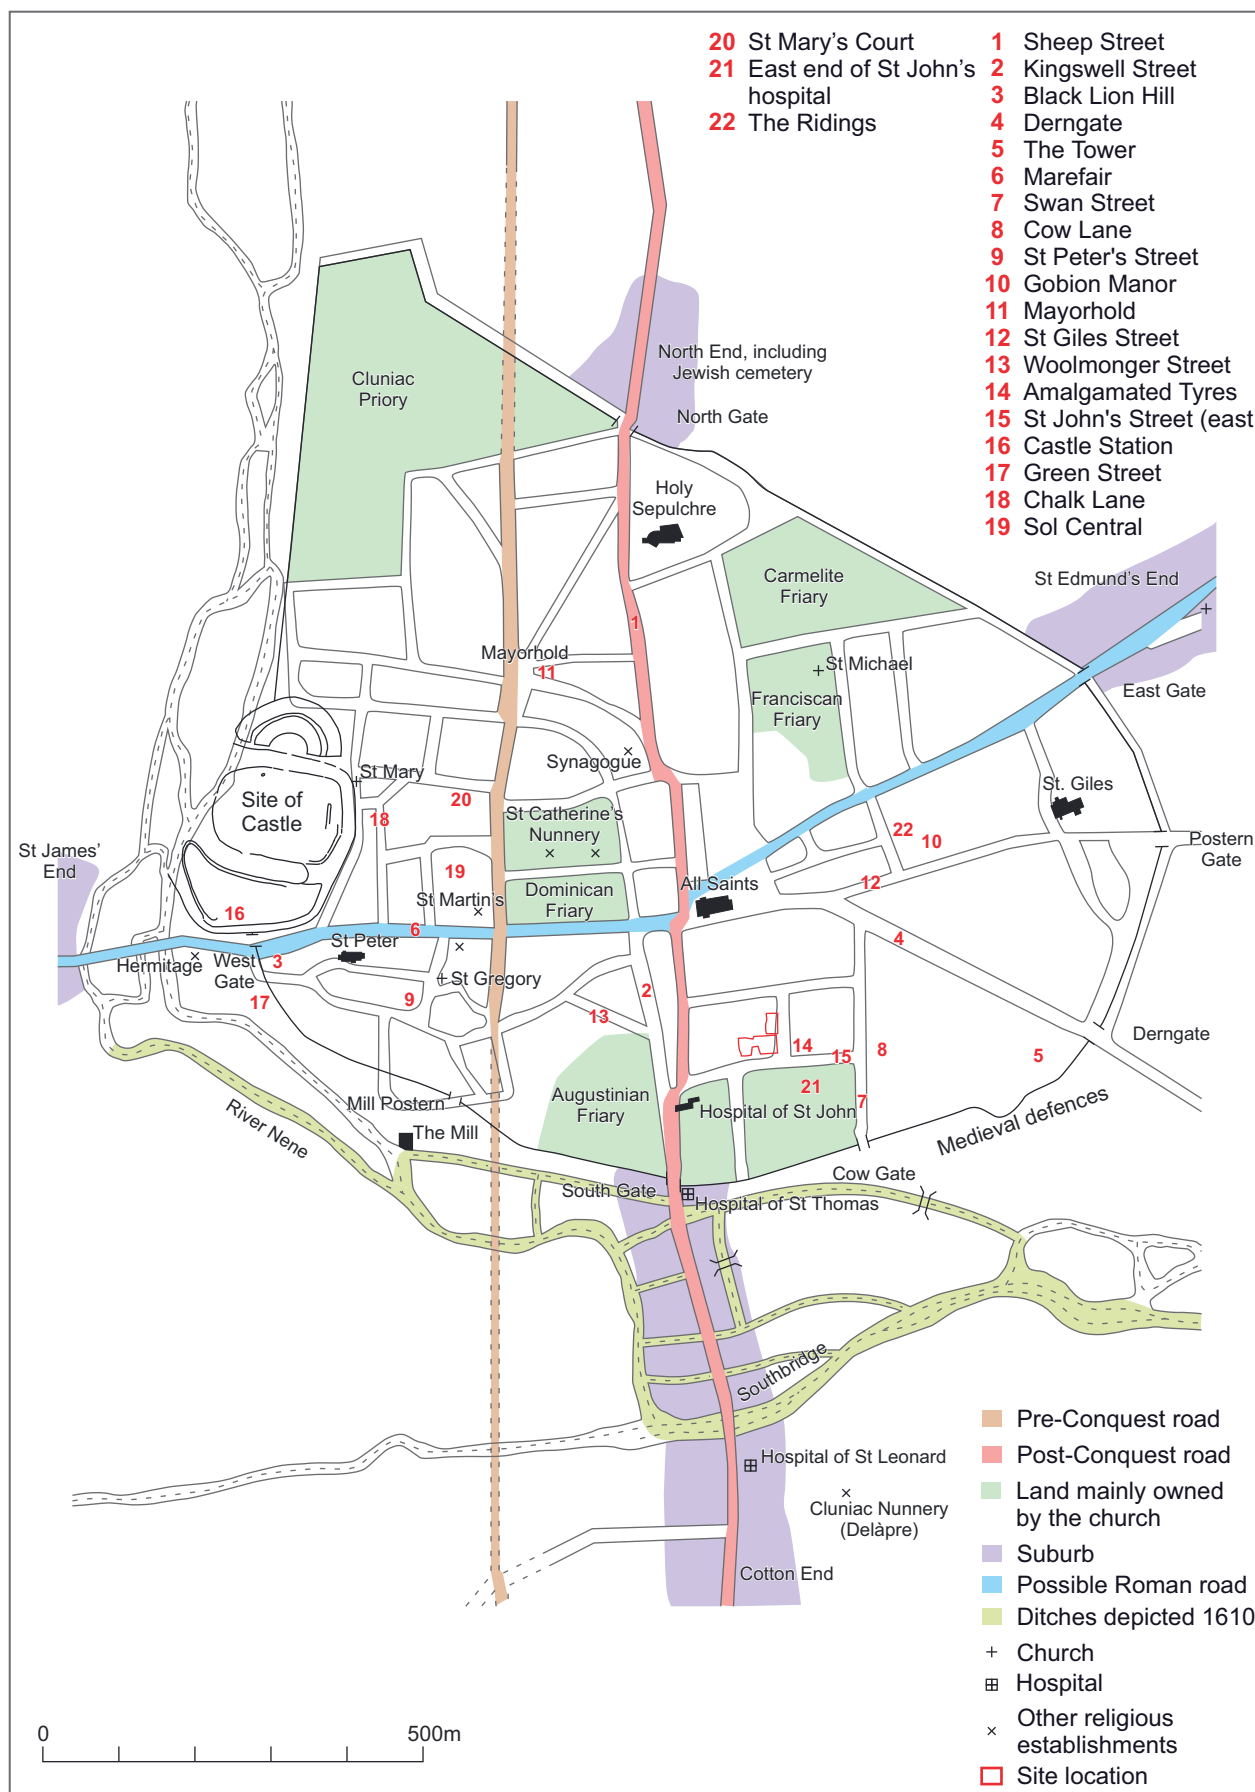 20 St Mary's Court
21 East end of St John's
hospital
22 The Ridings
1 Sheep Street
2 Kingswell Street
3 Black Lion Hill
4 Derngate
5 The Tower
6 Marefair
7 Swan Street
8 Cow Lane
9 St Peter's Street
10 Gobion Manor
11 Mayorhold
12 St Giles Street
13 Woolmonger Street
14 Amalgamated Tyres
15 St John's Street (east
16 Castle Station
17 Green Street
18 Chalk Lane
19 Sol Central
North End, including
Jewish cemetery
Cluniac
Priory
North Gate
Holy
Sepulchre
Carmelite
Friary
St Edmund's End
1
Mayorhold
11
St Michael
Franciscan
Friary
East Gate
Synagogue
St Mary
20
Site of
Castle
18
St Catherine's
Nunnery
St. Giles
22
10
Postern
Gate
St James'
End
19
St Martin's
Dominican
Friary
All Saints
12
16
6
St Peter
4
Hermitage
West
Gate
3
St Gregory
17
9
2
13
14
15
8
5
Derngate
Mill Postern
Augustinian
Friary
21
7
Hospital of St John
River Nene
The Mill
Medieval defences
South Gate
Cow Gate
Hospital of St Thomas
Southbridge
Hospital of St Leonard
Cluniac Nunnery
(Delàpre)
Cotton End
Pre-Conquest road
Post-Conquest road
Land mainly owned
by the church
Suburb
Possible Roman road
Ditches depicted 1610
Church
Hospital
Other religious
establishments
Site location
0 500m